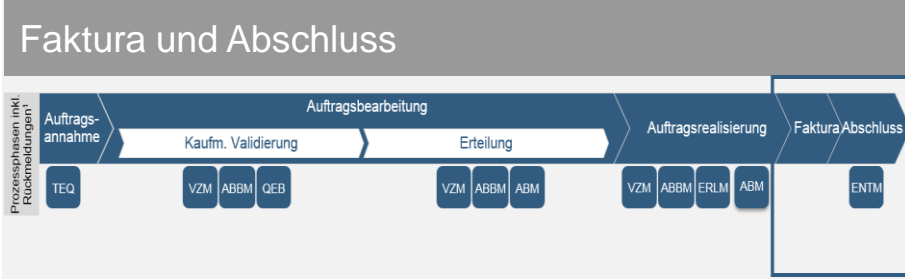 Faktura und Abschluss
Prozessphasen inkl.
Rückmeldungen¹
Auftrags-
annahme
Auftragsbearbeitung
Kaufm. Validierung
Erteilung
Auftragsrealisierung
Faktura
Abschluss
TEQ
VZM ABBM QEB
VZM ABBM ABM
VZM ABBM ERLM ABM
ENTM